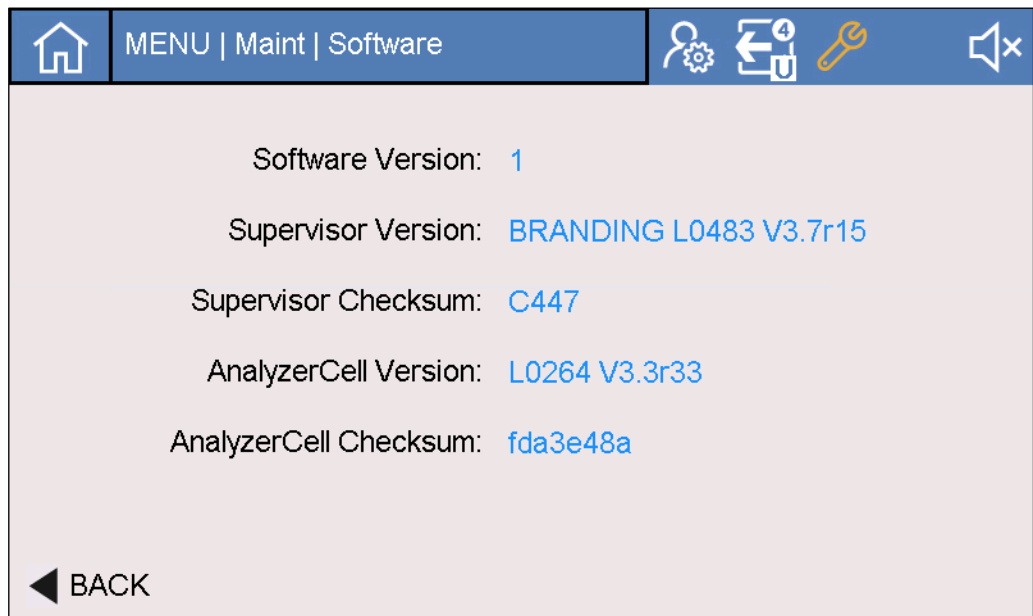 MENU | Maint | Software
4
U
Software Version: 1
Supervisor Version: BRANDING L0483 V3.7r15
Supervisor Checksum: C447
AnalyzerCell Version: L0264 V3.3r33
AnalyzerCell Checksum: fda3e48a
BACK